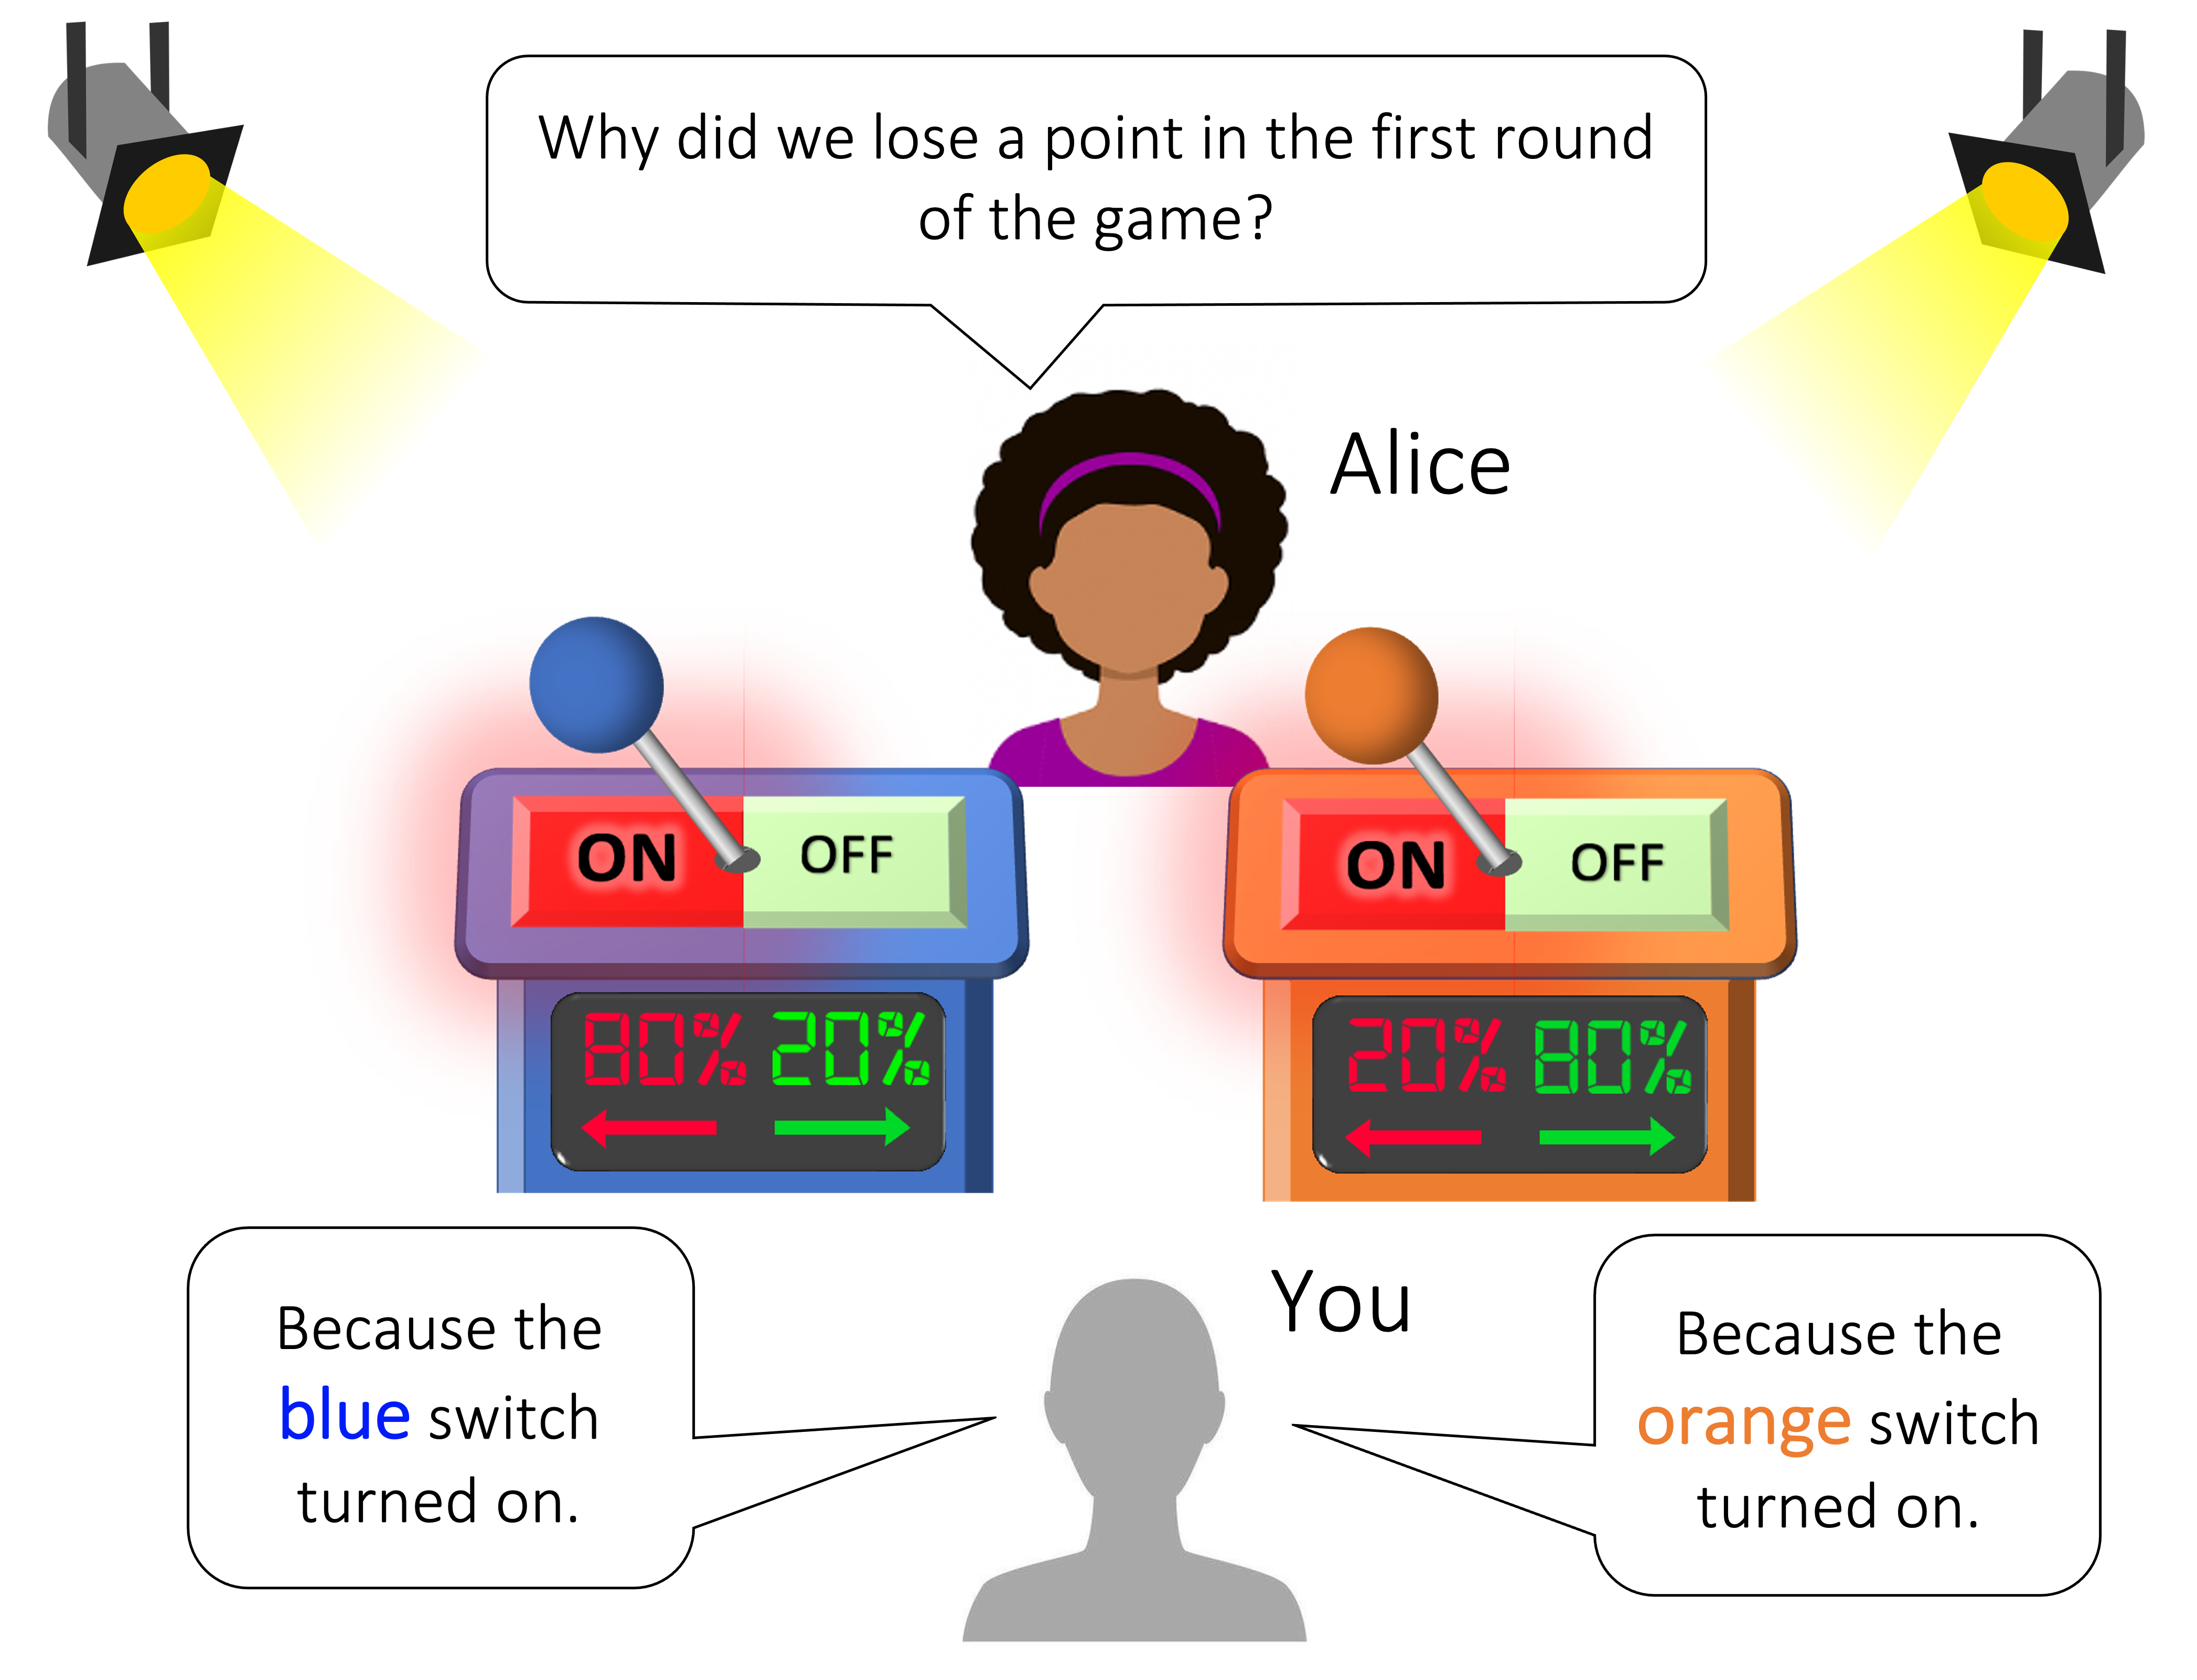 Why did we lose a point in the first round
of the game?
Alice
ON OFF
ON OFF
80% 20%
20% 80%
You
Because the
blue switch
turned on.
Because the
orange switch
turned on.